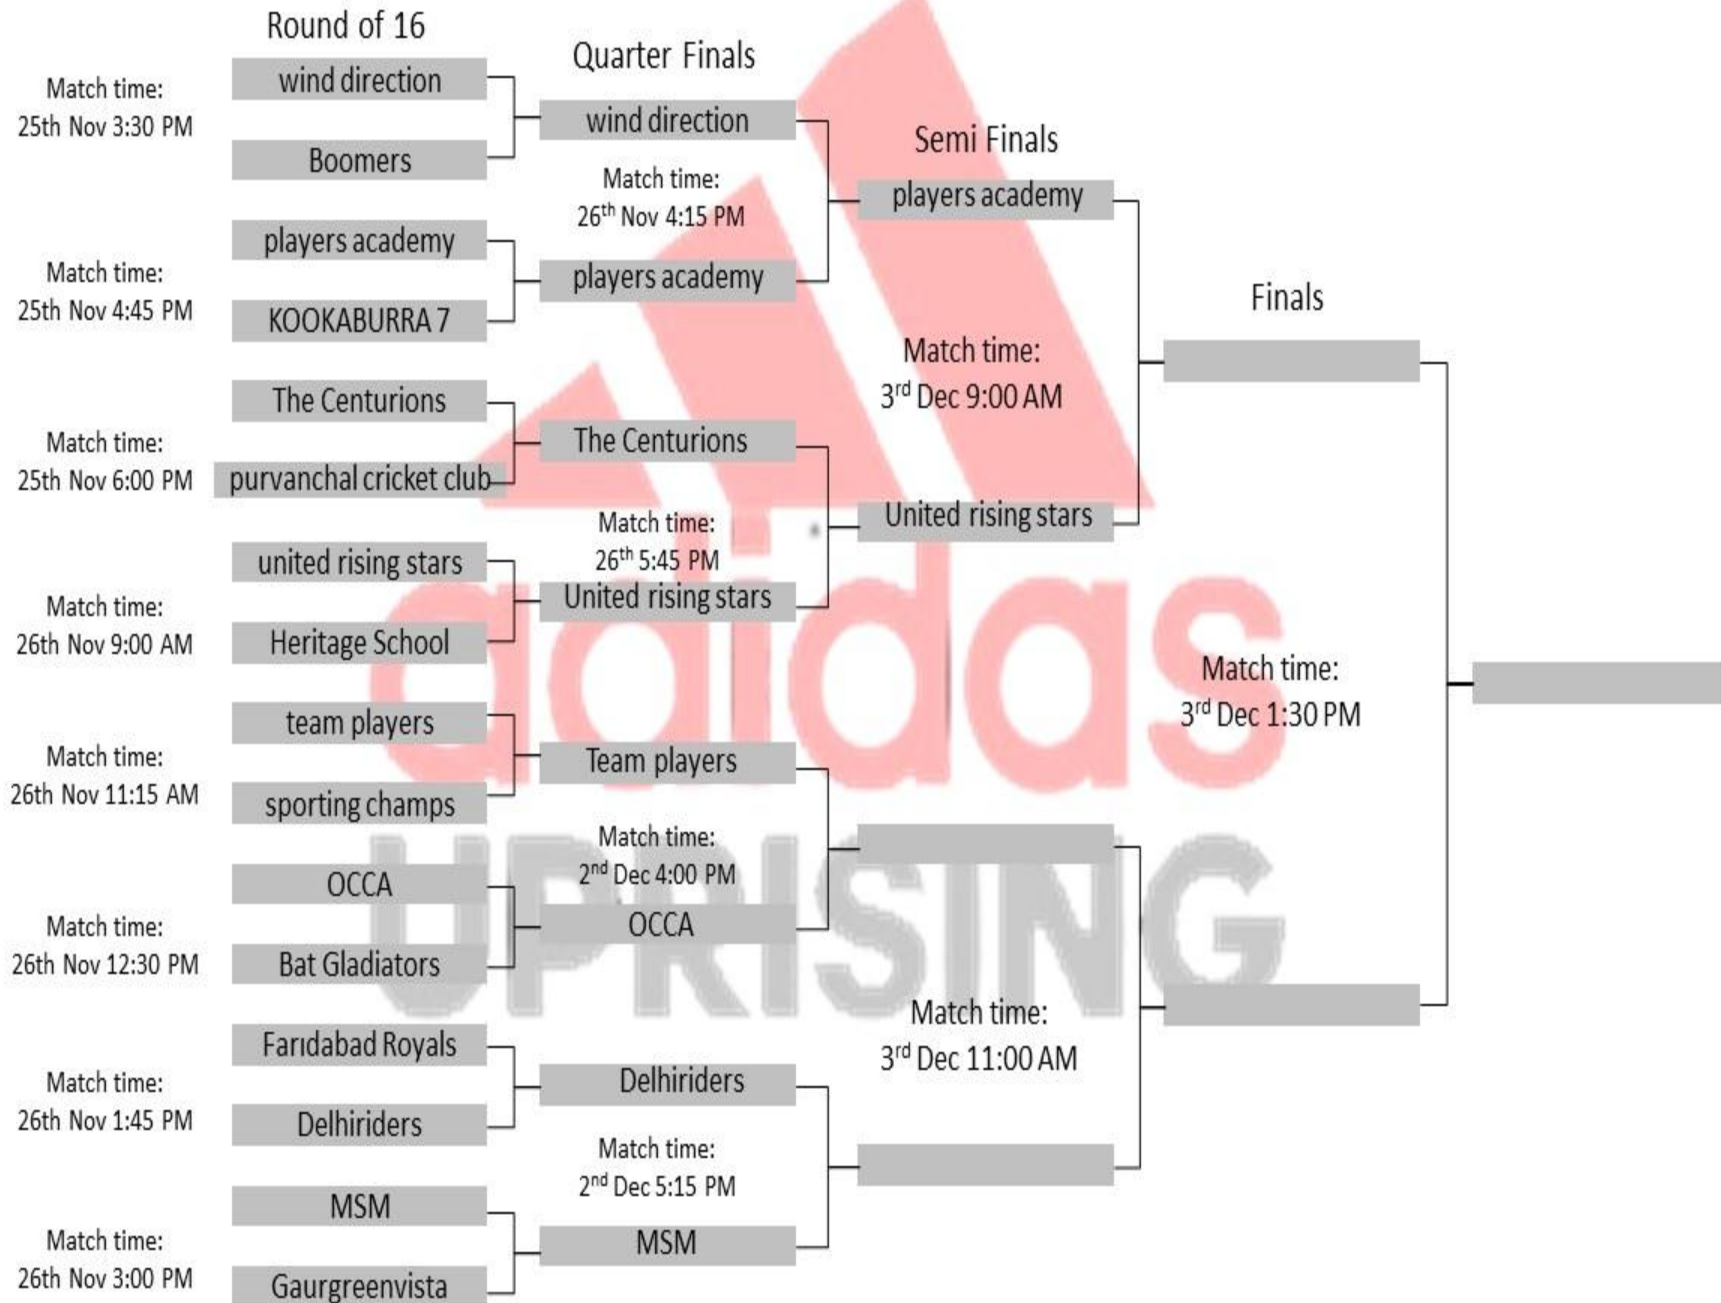 Round of 16
Match time:
25th Nov 3:30 PM
wind direction
Boomers
Match time:
25th Nov 4:45 PM
players academy
KOOKABURRA 7
Match time:
25th Nov 6:00 PM
The Centurions
purvanchal cricket club
Match time:
26th Nov 9:00 AM
united rising stars
Heritage School
Match time:
26th Nov 11:15 AM
team players
sporting champs
Match time:
26th Nov 12:30 PM
OCCA
Bat Gladiators
Match time:
26th Nov 1:45 PM
Faridabad Royals
Delhiriders
Match time:
26th Nov 3:00 PM
MSM
Gaurgreenvista
Quarter Finals
wind direction
Match time:
26th Nov 4:15 PM
players academy
The Centurions
Match time:
26th 5:45 PM
United rising stars
Team players
Match time:
2nd Dec 4:00 PM
OCCA
Delhiriders
Match time:
2nd Dec 5:15 PM
MSM
Semi Finals
players academy
Match time:
3rd Dec 9:00 AM
United rising stars
Match time:
3rd Dec 11:00 AM
Finals
Match time:
3rd Dec 1:30 PM
adidas
UPRISING